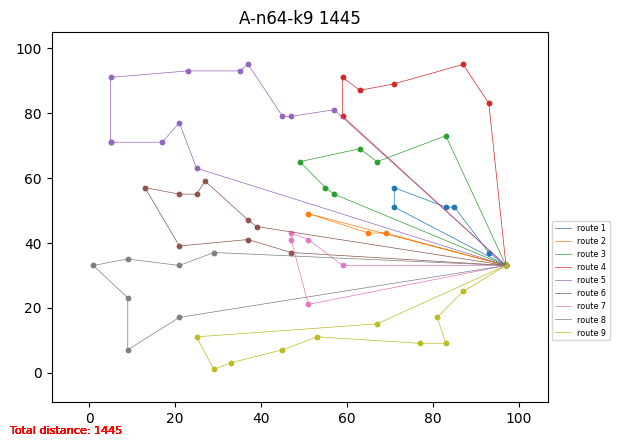 A-n64-k9 1445
100
80
60
40
20
0
0 20 40 60 80 100
route 1
route 2
route 3
route 4
route 5
route 6
route 7
route 8
route 9
Total distance: 1445